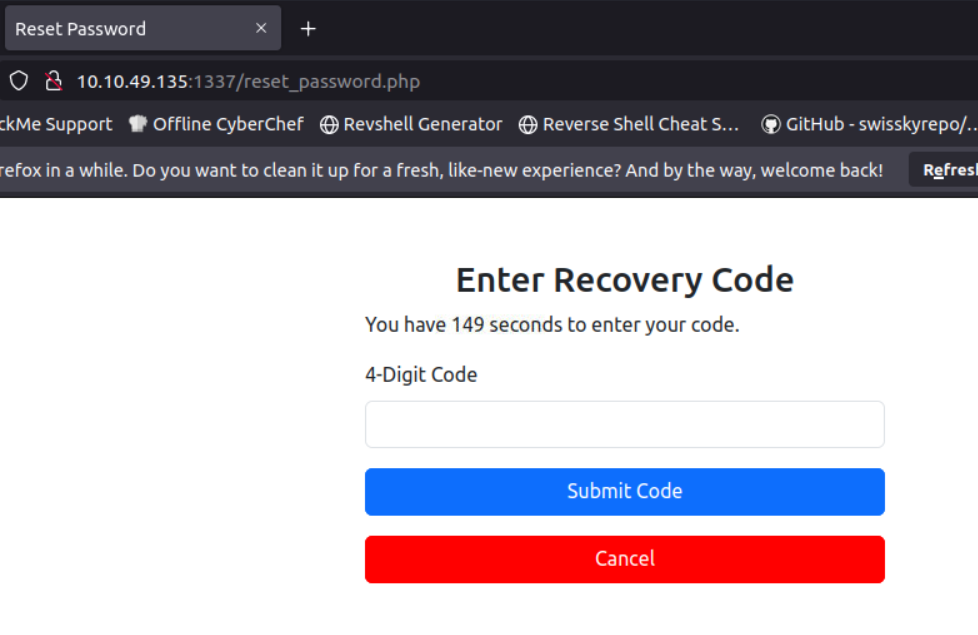 Reset Password
10.10.49.135:1337/reset_password.php
ckMe Support Offline CyberChef Revshell Generator Reverse Shell Cheat S... GitHub - swisskyrepo/...
refox in a while. Do you want to clean it up for a fresh, like-new experience? And by the way, welcome back! Refresh
Enter Recovery Code
You have 149 seconds to enter your code.
4-Digit Code
Submit Code
Cancel